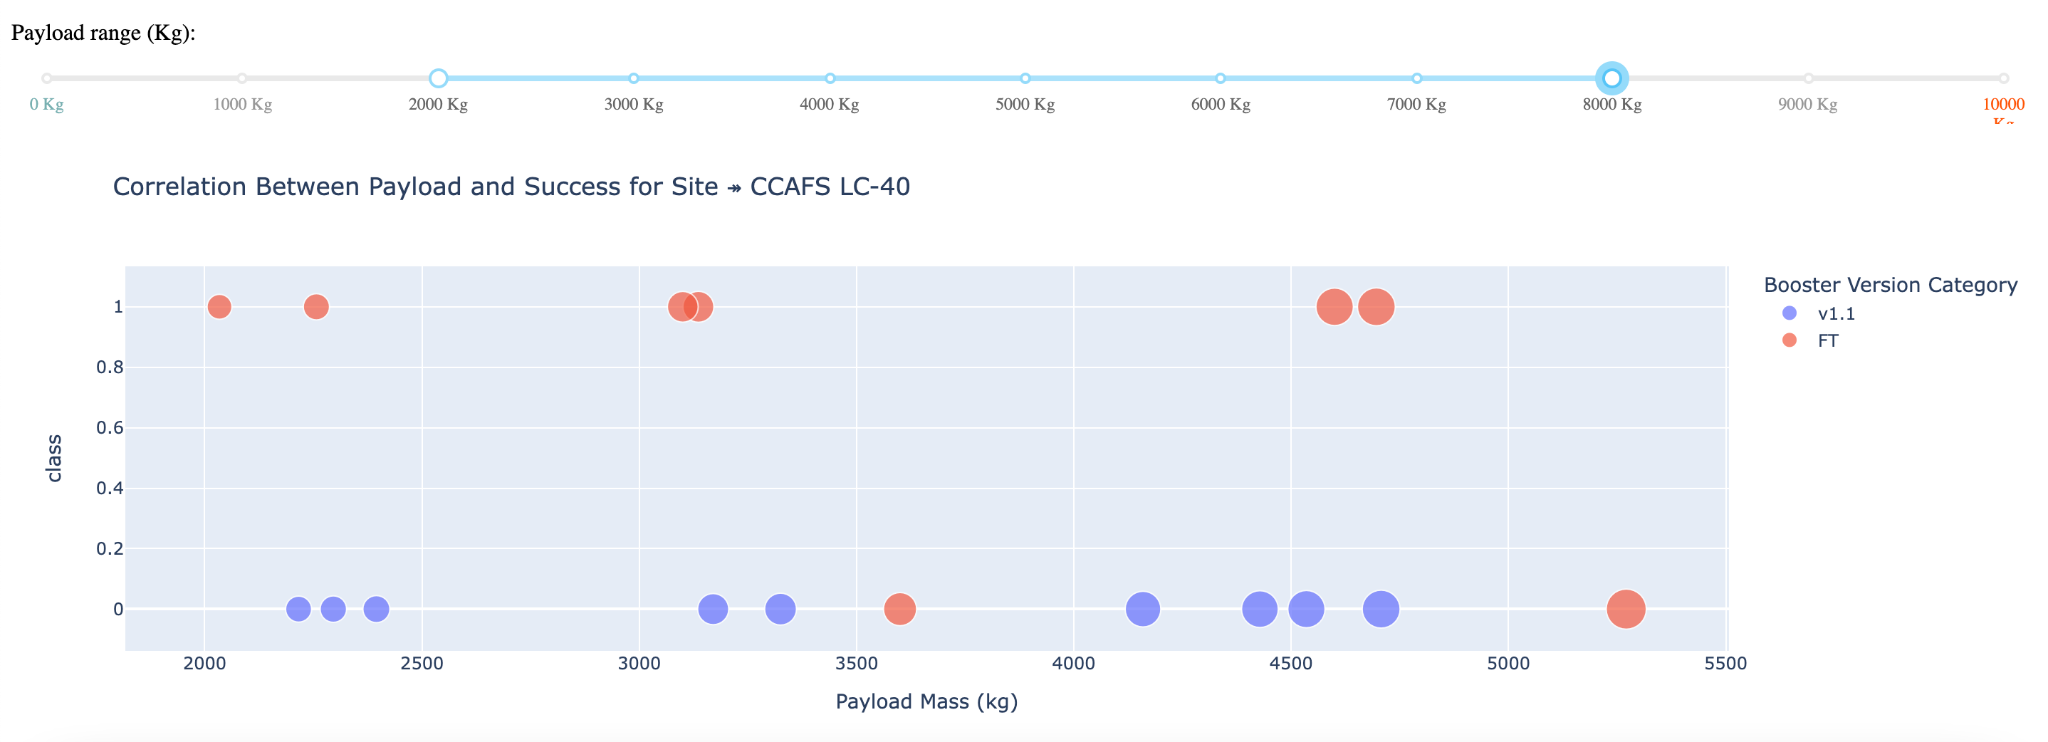 Payload range (Kg):
0 Kg 1000 Kg 2000 Kg 3000 Kg 4000 Kg 5000 Kg 6000 Kg 7000 Kg 8000 Kg 9000 Kg 10000
Kg
Correlation Between Payload and Success for Site ↠ CCAFS LC-40
Booster Version Category
v1.1
FT
1
0.8
0.6
0.4
0.2
0
class
2000 2500 3000 3500 4000 4500 5000 5500
Payload Mass (kg)